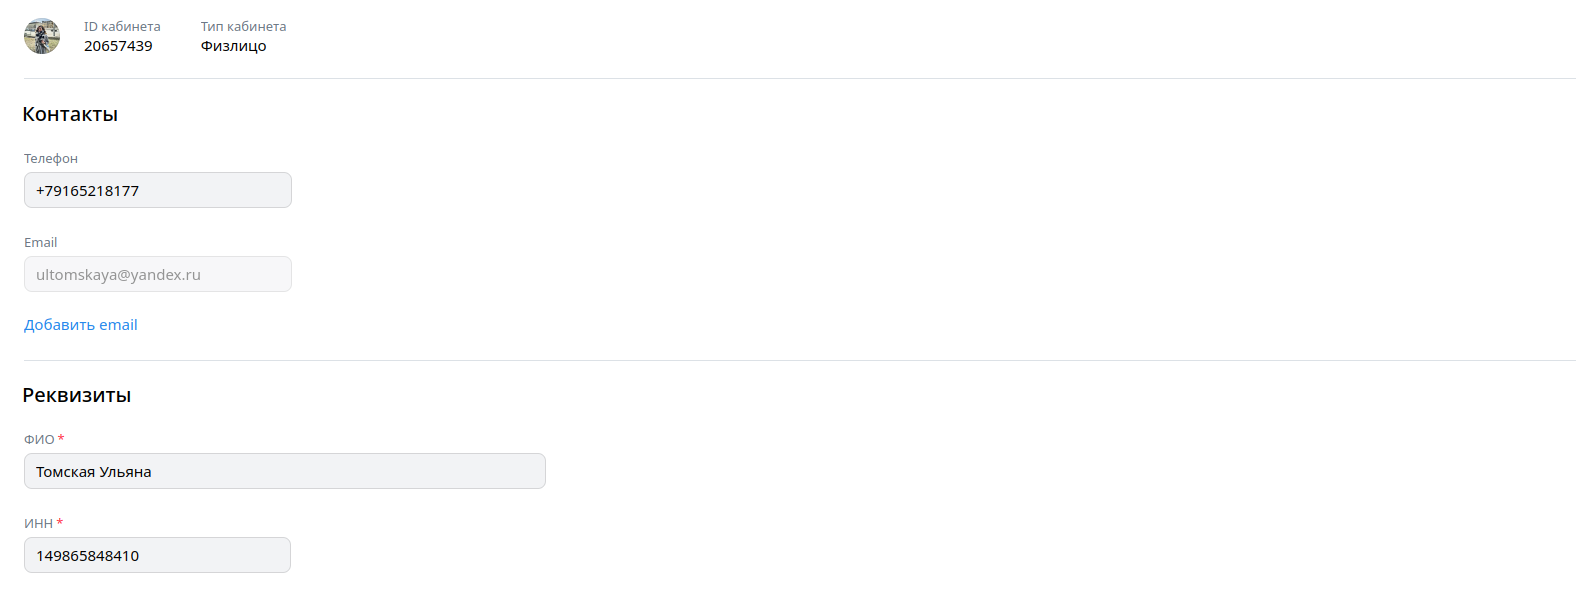 ID кабинета Тип кабинета
20657439 Физлицо
Контакты
Телефон
+79165218177
Email
ultomskaya@yandex.ru
Добавить email
Реквизиты
ФИО *
Томская Ульяна
ИНН *
149865848410